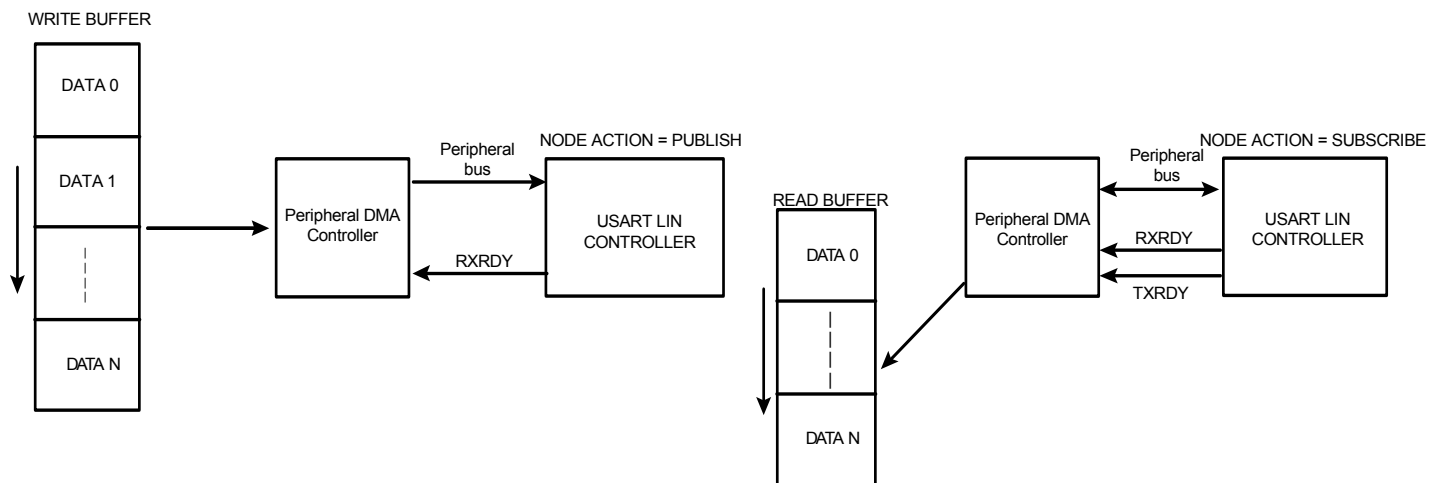 WRITE BUFFER
DATA 0
DATA 1
DATA N
Peripheral DMA
Controller
Peripheral
bus
RXRDY
NODE ACTION = PUBLISH
USART LIN
CONTROLLER
READ BUFFER
DATA 0
DATA N
Peripheral DMA
Controller
Peripheral
bus
RXRDY
TXRDY
NODE ACTION = SUBSCRIBE
USART LIN
CONTROLLER